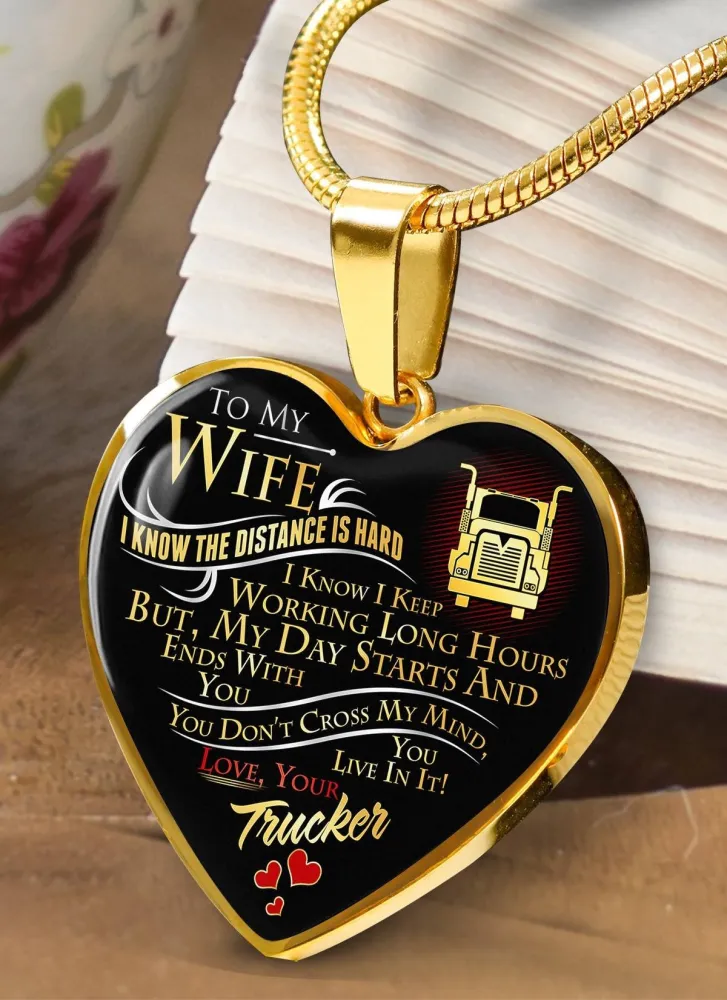 To My
Wife
I KNOW THE DISTANCE IS HARD
I Know I Keep
Working Long Hours
But, My Day Starts And
Ends With
You
You Don't Cross My Mind,
You
Live In It!
Love, Your
Trucker